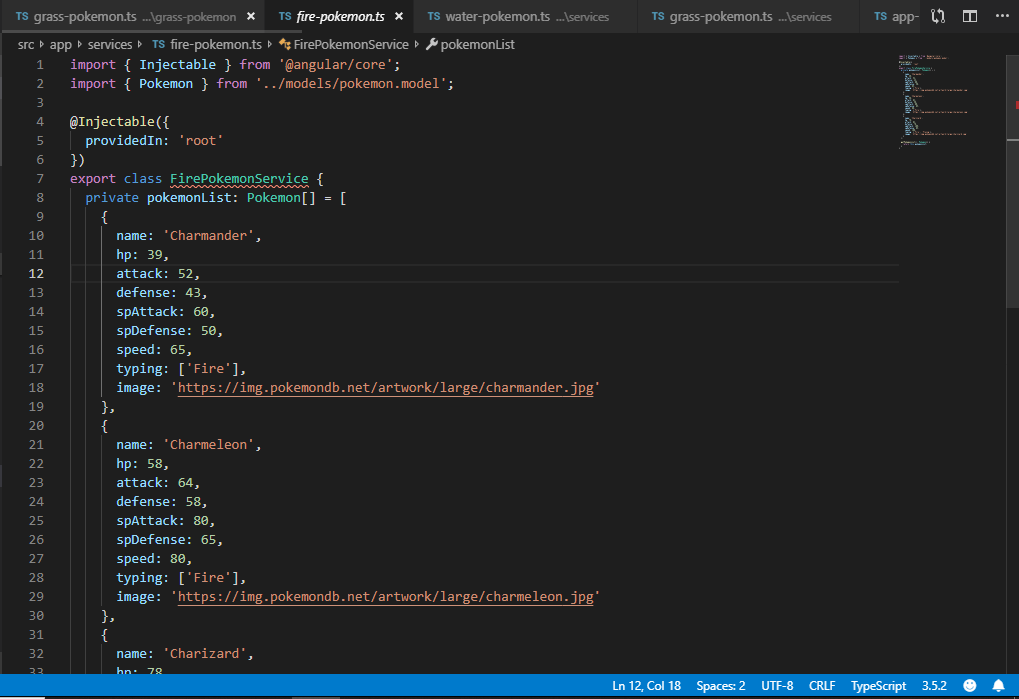 TS grass-pokemon.ts ...\grass-pokemon × TS fire-pokemon.ts × TS water-pokemon.ts ...\services TS grass-pokemon.ts ...\services TS app-
src app services TS fire-pokemon.ts FirePokemonService pokemonList
1 import { Injectable } from '@angular/core';
2 import { Pokemon } from '../models/pokemon.model';
3
4 @Injectable({
5 providedIn: 'root'
6 })
7 export class FirePokemonService {
8 private pokemonList: Pokemon[] = [
9 {
10 name: 'Charmander',
11 hp: 39,
12 attack: 52,
13 defense: 43,
14 spAttack: 60,
15 spDefense: 50,
16 speed: 65,
17 typing: ['Fire'],
18 image: 'https://img.pokemondb.net/artwork/large/charmander.jpg'
19 },
20 {
21 name: 'Charmeleon',
22 hp: 58,
23 attack: 64,
24 defense: 58,
25 spAttack: 80,
26 spDefense: 65,
27 speed: 80,
28 typing: ['Fire'],
29 image: 'https://img.pokemondb.net/artwork/large/charmeleon.jpg'
30 },
31 {
32 name: 'Charizard',
33 hp: 78
Ln 12, Col 18 Spaces: 2 UTF-8 CRLF TypeScript 3.5.2